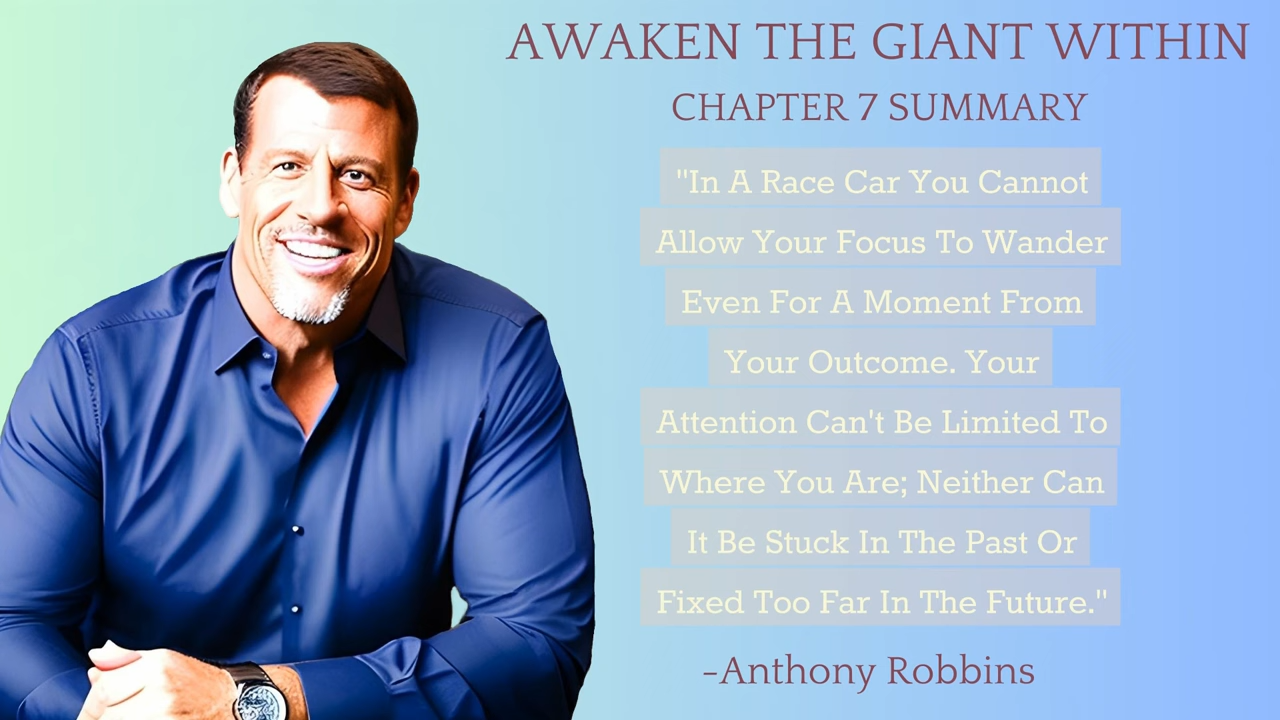 AWAKEN THE GIANT WITHIN
CHAPTER 7 SUMMARY
"In A Race Car You Cannot
Allow Your Focus To Wander
Even For A Moment From
Your Outcome. Your
Attention Can't Be Limited To
Where You Are; Neither Can
It Be Stuck In The Past Or
Fixed Too Far In The Future."
-Anthony Robbins